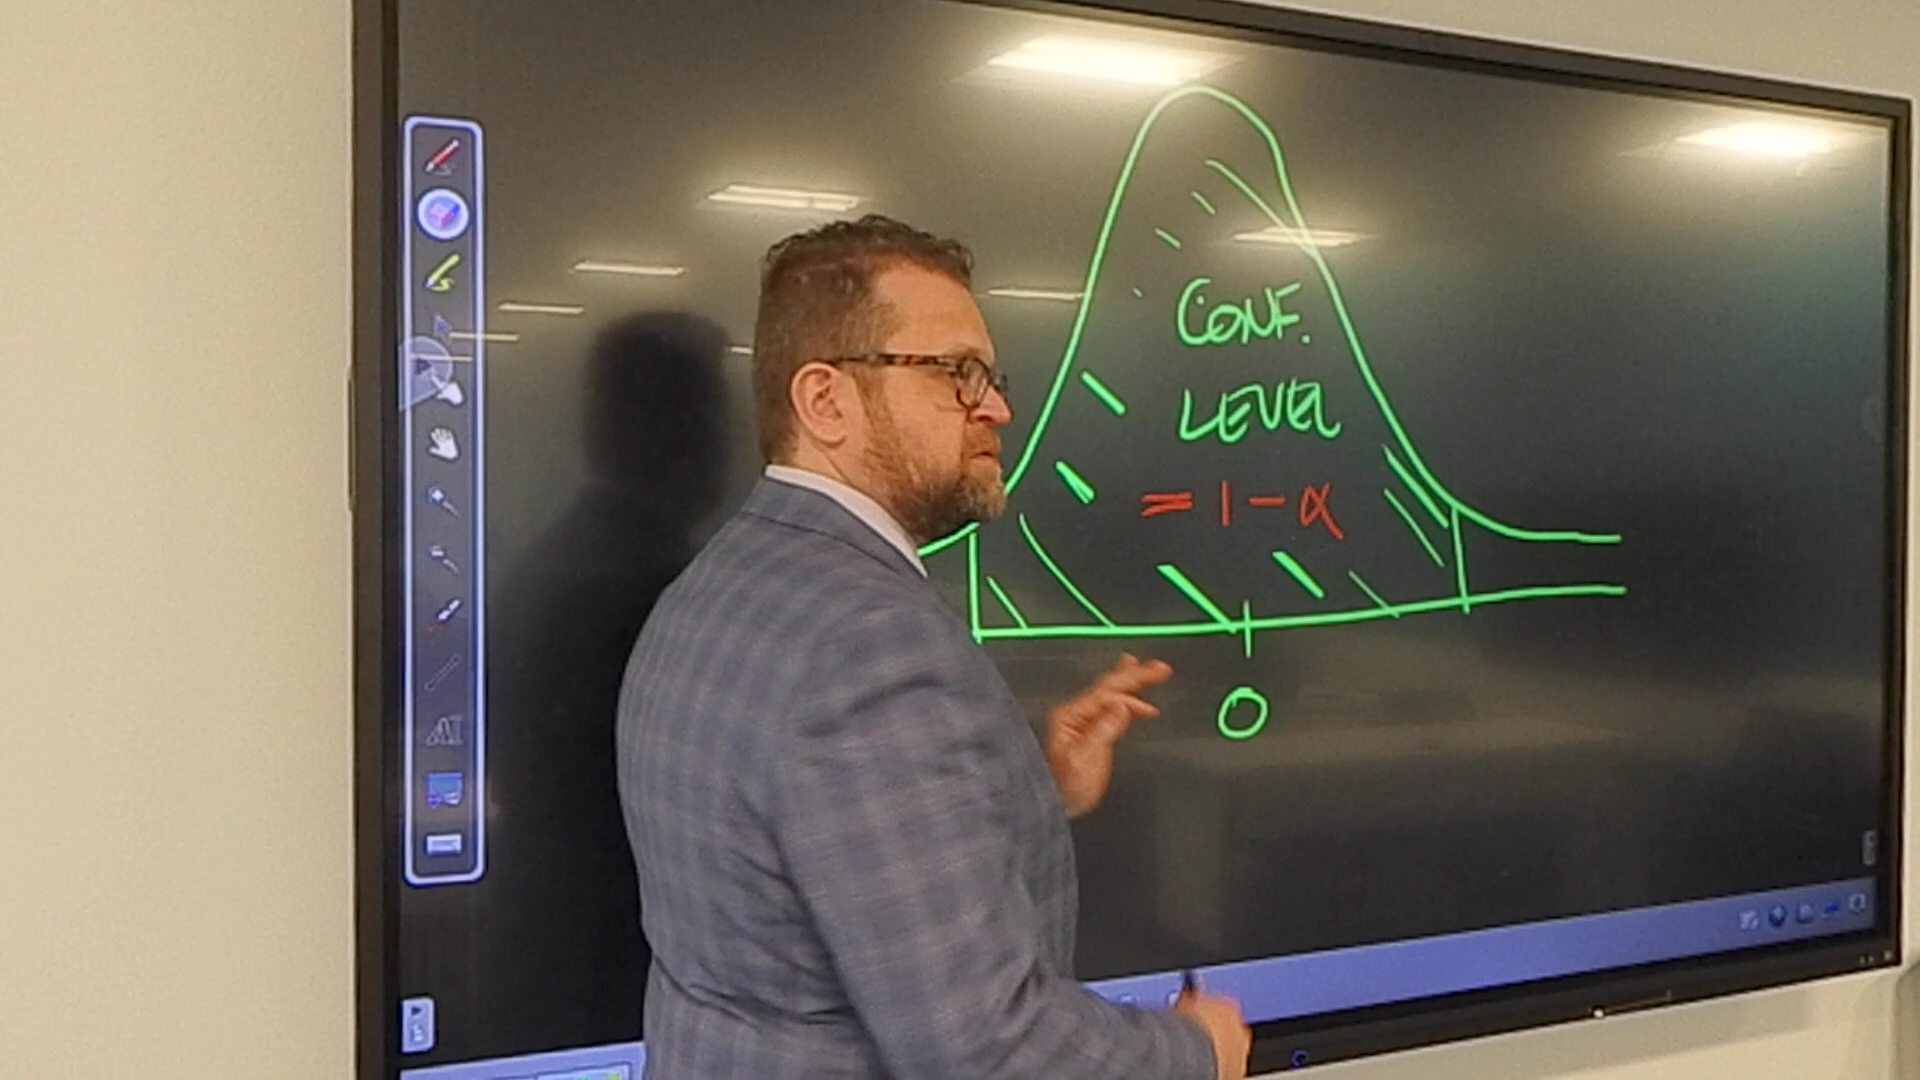 CONF.
LEVEL
= 1 - α
0